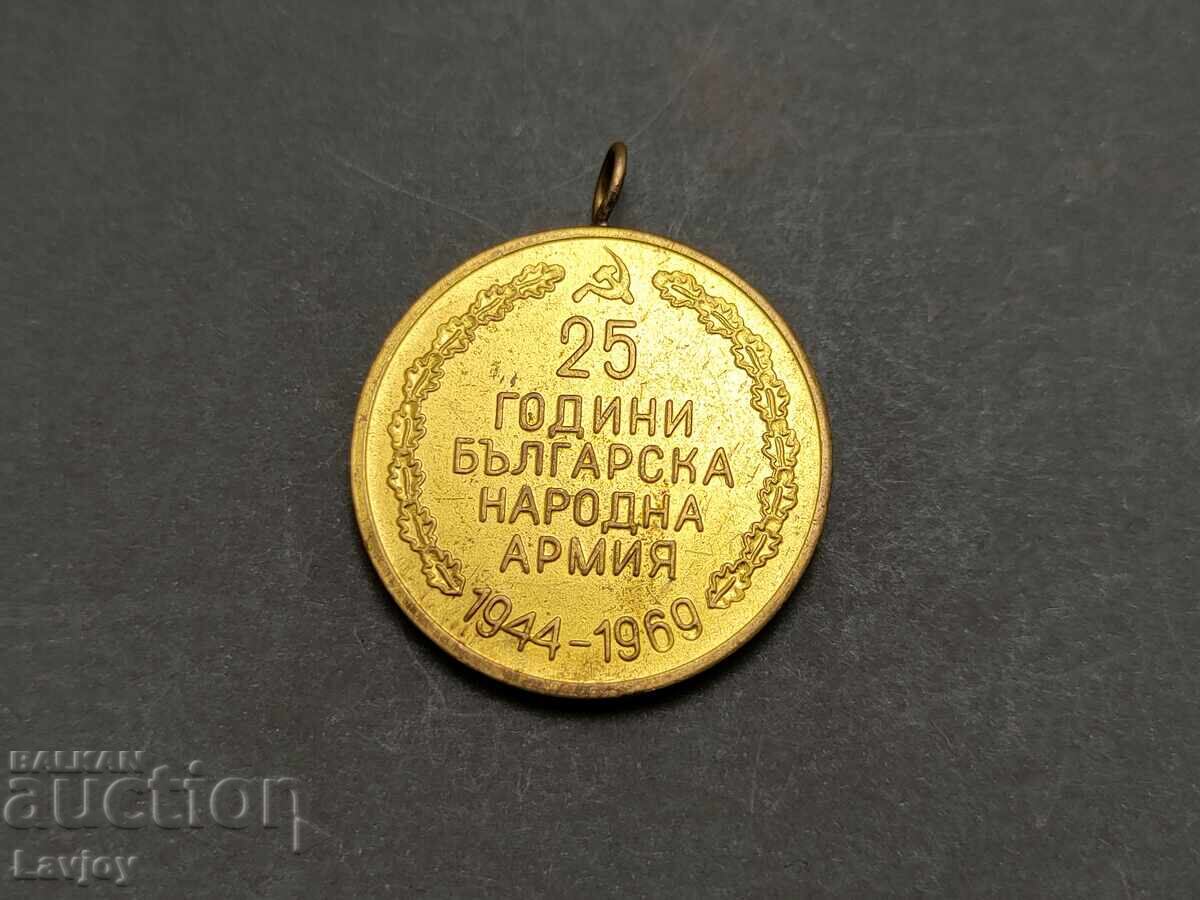 25
ГОДИНИ
БЪЛГАРСКА
НАРОДНА
АРМИЯ
1944-1969
BALKAN
auction
Lavjoy